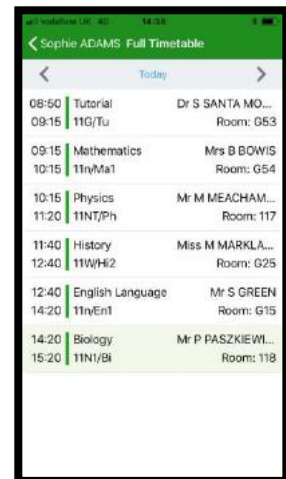 vodafone UK 4G 14:38
Sophie ADAMS Full Timetable
Today
08:50 Tutorial Dr S SANTA MO...
09:15 11G/Tu Room: G53
09:15 Mathematics Mrs B BOWIS
10:15 11n/Ma1 Room: G54
10:15 Physics Mr M MEACHAM...
11:20 11NT/Ph Room: 117
11:40 History Miss M MARKLA...
12:40 11W/Hi2 Room: G25
12:40 English Language Mr S GREEN
14:20 11n/En1 Room: G15
14:20 Biology Mr P PASZKIEWI...
15:20 11N1/Bi Room: 118